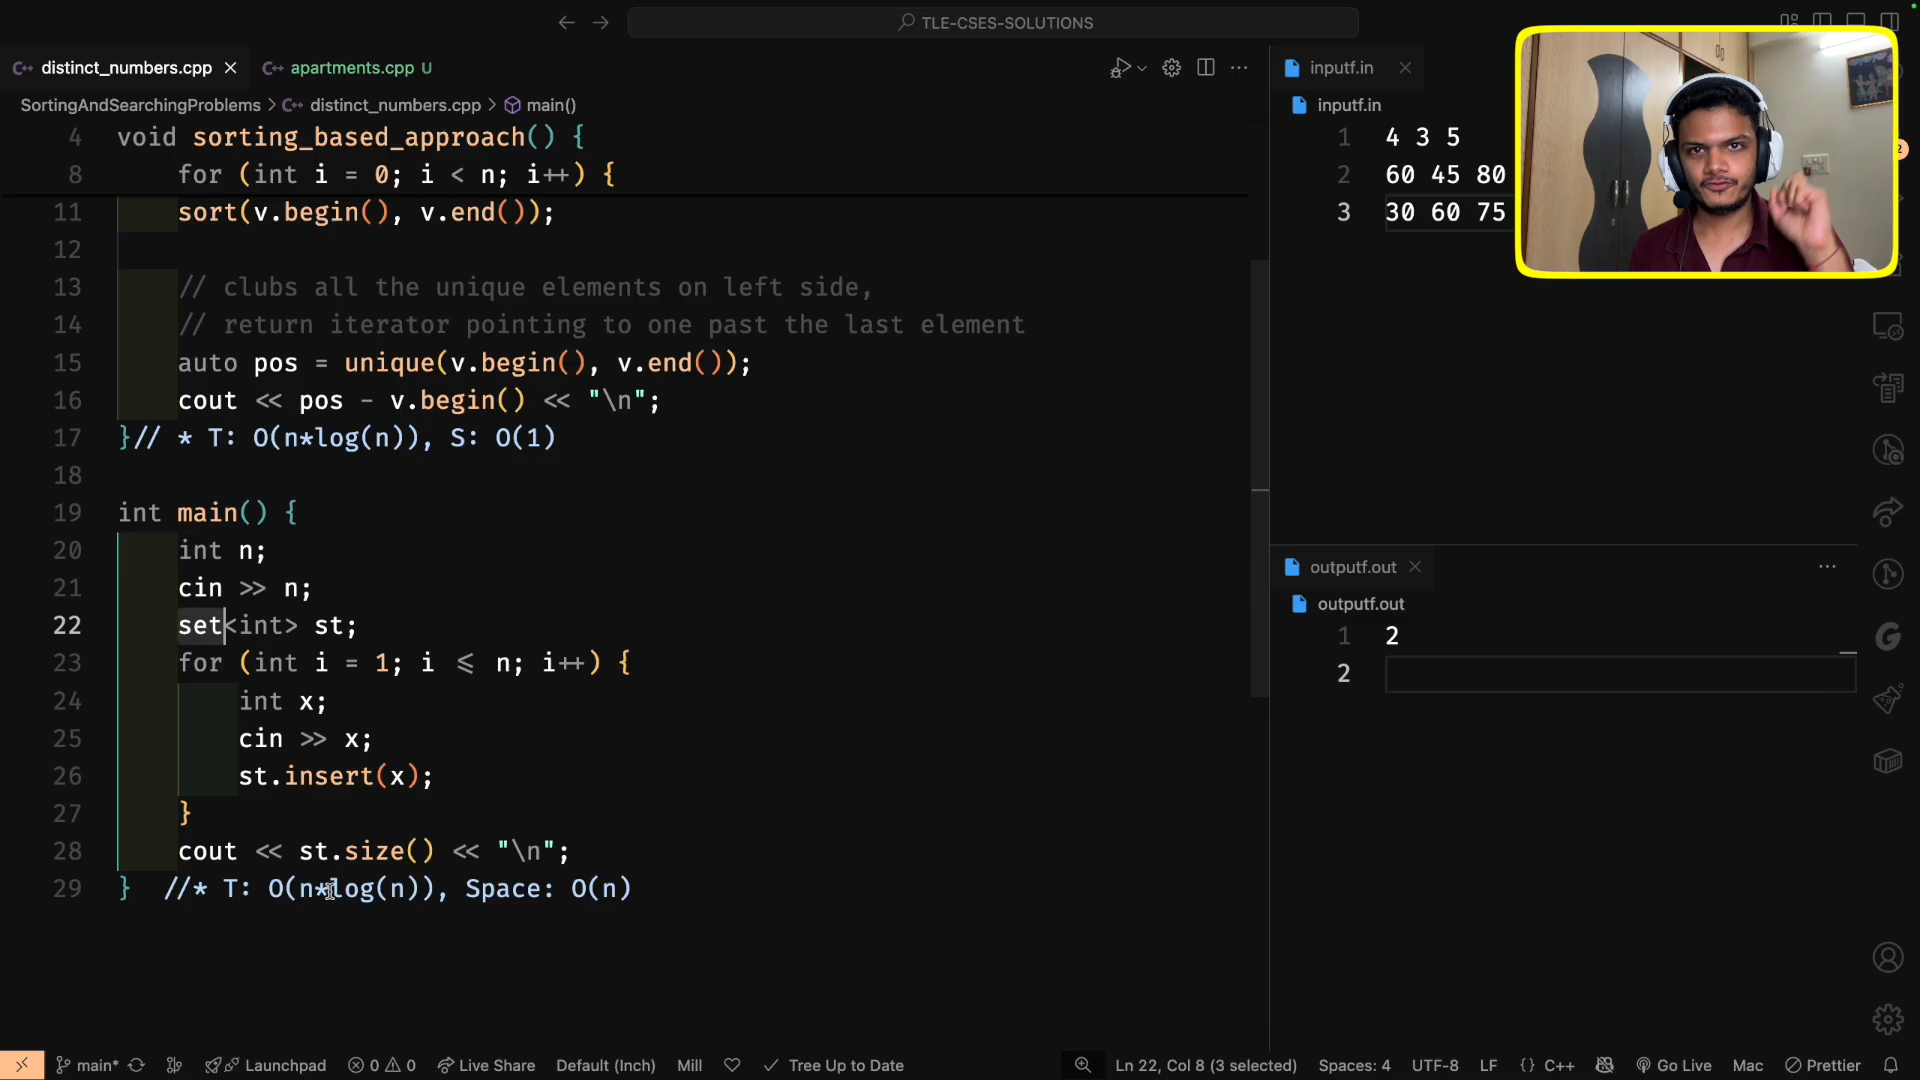 TLE-CSES-SOLUTIONS
distinct_numbers.cpp
apartments.cpp U
SortingAndSearchingProblems > distinct_numbers.cpp > main()
4 void sorting_based_approach() {
8 for (int i = 0; i < n; i++) {
11 sort(v.begin(), v.end());
12
13 // clubs all the unique elements on left side,
14 // return iterator pointing to one past the last element
15 auto pos = unique(v.begin(), v.end());
16 cout << pos - v.begin() << "\n";
17 }// * T: O(n*log(n)), S: O(1)
18
19 int main() {
20 int n;
21 cin >> n;
22 set<int> st;
23 for (int i = 1; i <= n; i++) {
24 int x;
25 cin >> x;
26 st.insert(x);
27 }
28 cout << st.size() << "\n";
29 } //* T: O(n*log(n)), Space: O(n)
inputf.in
inputf.in
1 4 3 5
2 60 45 80
3 30 60 75
outputf.out
outputf.out
1 2
2
main* Launchpad 0 0 Live Share Default (Inch) Mill Tree Up to Date Ln 22, Col 8 (3 selected) Spaces: 4 UTF-8 LF {} C++ Go Live Mac Prettier